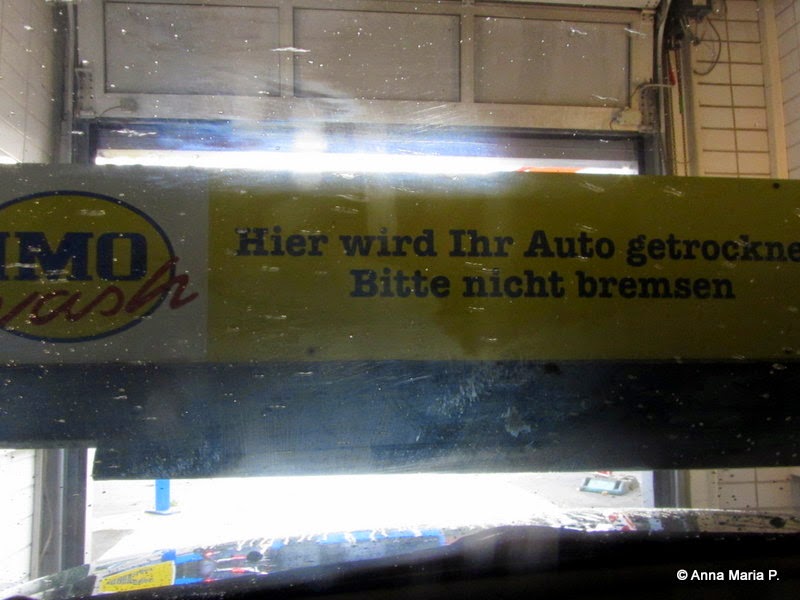 IMO
wash
Hier wird Ihr Auto getrockne
Bitte nicht bremsen
© Anna Maria P.